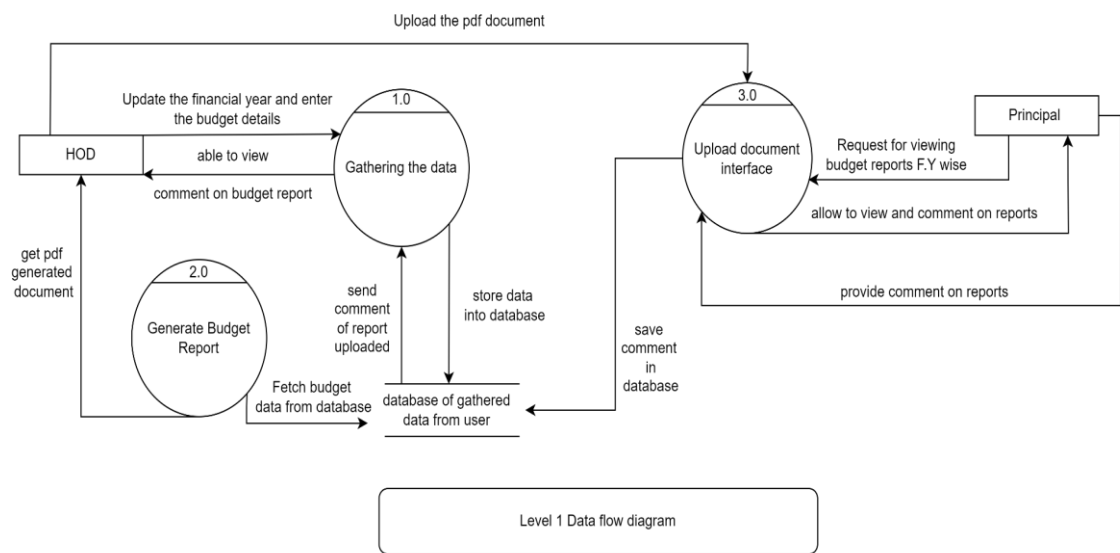 Upload the pdf document
1.0
3.0
Update the financial year and enter
the budget details
HOD
able to view
comment on budget report
Gathering the data
Upload document
interface
Principal
Request for viewing
budget reports F.Y wise
allow to view and comment on reports
provide comment on reports
get pdf
generated
document
2.0
Generate Budget
Report
send
comment
of report
uploaded
store data
into database
save
comment
in
database
Fetch budget
data from database
database of gathered
data from user
Level 1 Data flow diagram